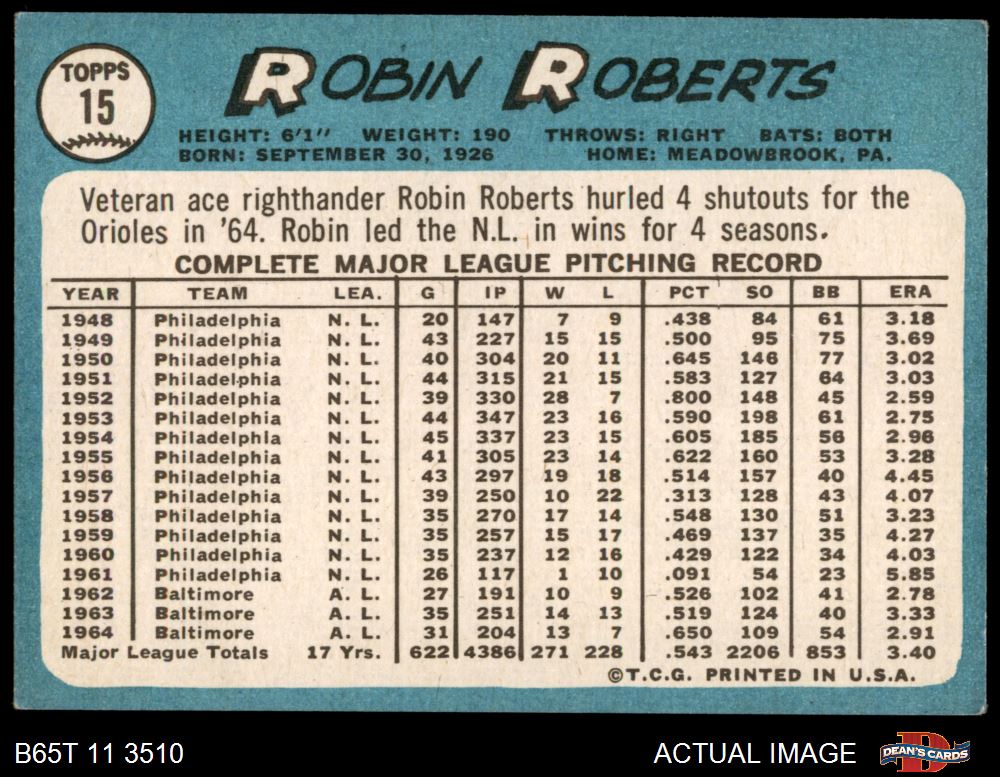 TOPPS
15
ROBIN ROBERTS
HEIGHT: 6'1" WEIGHT: 190 THROWS: RIGHT BATS: BOTH
BORN: SEPTEMBER 30, 1926 HOME: MEADOWBROOK, PA.
Veteran ace righthander Robin Roberts hurled 4 shutouts for the
Orioles in '64. Robin led the N.L. in wins for 4 seasons.
COMPLETE MAJOR LEAGUE PITCHING RECORD
YEAR TEAM LEA. G IP W L PCT SO BB ERA
1948 Philadelphia N. L. 20 147 7 9 .438 84 61 3.18
1949 Philadelphia N. L. 43 227 15 15 .500 95 75 3.69
1950 Philadelphia N. L. 40 304 20 11 .645 146 77 3.02
1951 Philadelphia N. L. 44 315 21 15 .583 127 64 3.03
1952 Philadelphia N. L. 39 330 28 7 .800 148 45 2.59
1953 Philadelphia N. L. 44 347 23 16 .590 198 61 2.75
1954 Philadelphia N. L. 45 337 23 15 .605 185 56 2.96
1955 Philadelphia N. L. 41 305 23 14 .622 160 53 3.28
1956 Philadelphia N. L. 43 297 19 18 .514 157 40 4.45
1957 Philadelphia N. L. 39 250 10 22 .313 128 43 4.07
1958 Philadelphia N. L. 35 270 17 14 .548 130 51 3.23
1959 Philadelphia N. L. 35 257 15 17 .469 137 35 4.27
1960 Philadelphia N. L. 35 237 12 16 .429 122 34 4.03
1961 Philadelphia N. L. 26 117 1 10 .091 54 23 5.85
1962 Baltimore A. L. 27 191 10 9 .526 102 41 2.78
1963 Baltimore A. L. 35 251 14 13 .519 124 40 3.33
1964 Baltimore A. L. 31 204 13 7 .650 109 54 2.91
Major League Totals 17 Yrs. 622 4386 271 228 .543 2206 853 3.40
©T.C.G. PRINTED IN U.S.A.
B65T 11 3510 ACTUAL IMAGE DEAN'S CARDS